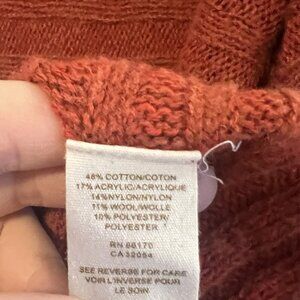 48% COTTON/COTON
17% ACRYLIC/ACRYLIQUE
14% NYLON/NYLON
11% WOOL/WOLLE
10% POLYESTER/
POLYESTER
RN 66170
CA 32054
SEE REVERSE FOR CARE
VOIR L'INVERSE POUR
LE SOIN